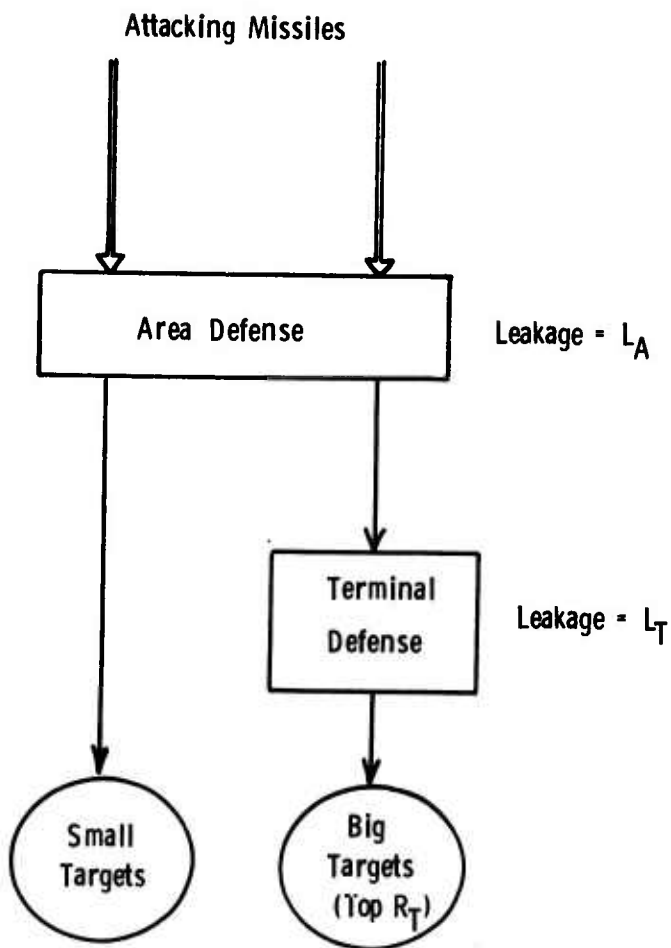 Attacking Missiles
Area Defense
Leakage = L_A
Terminal
Defense
Leakage = L_T
Small
Targets
Big
Targets
(Top R_T)